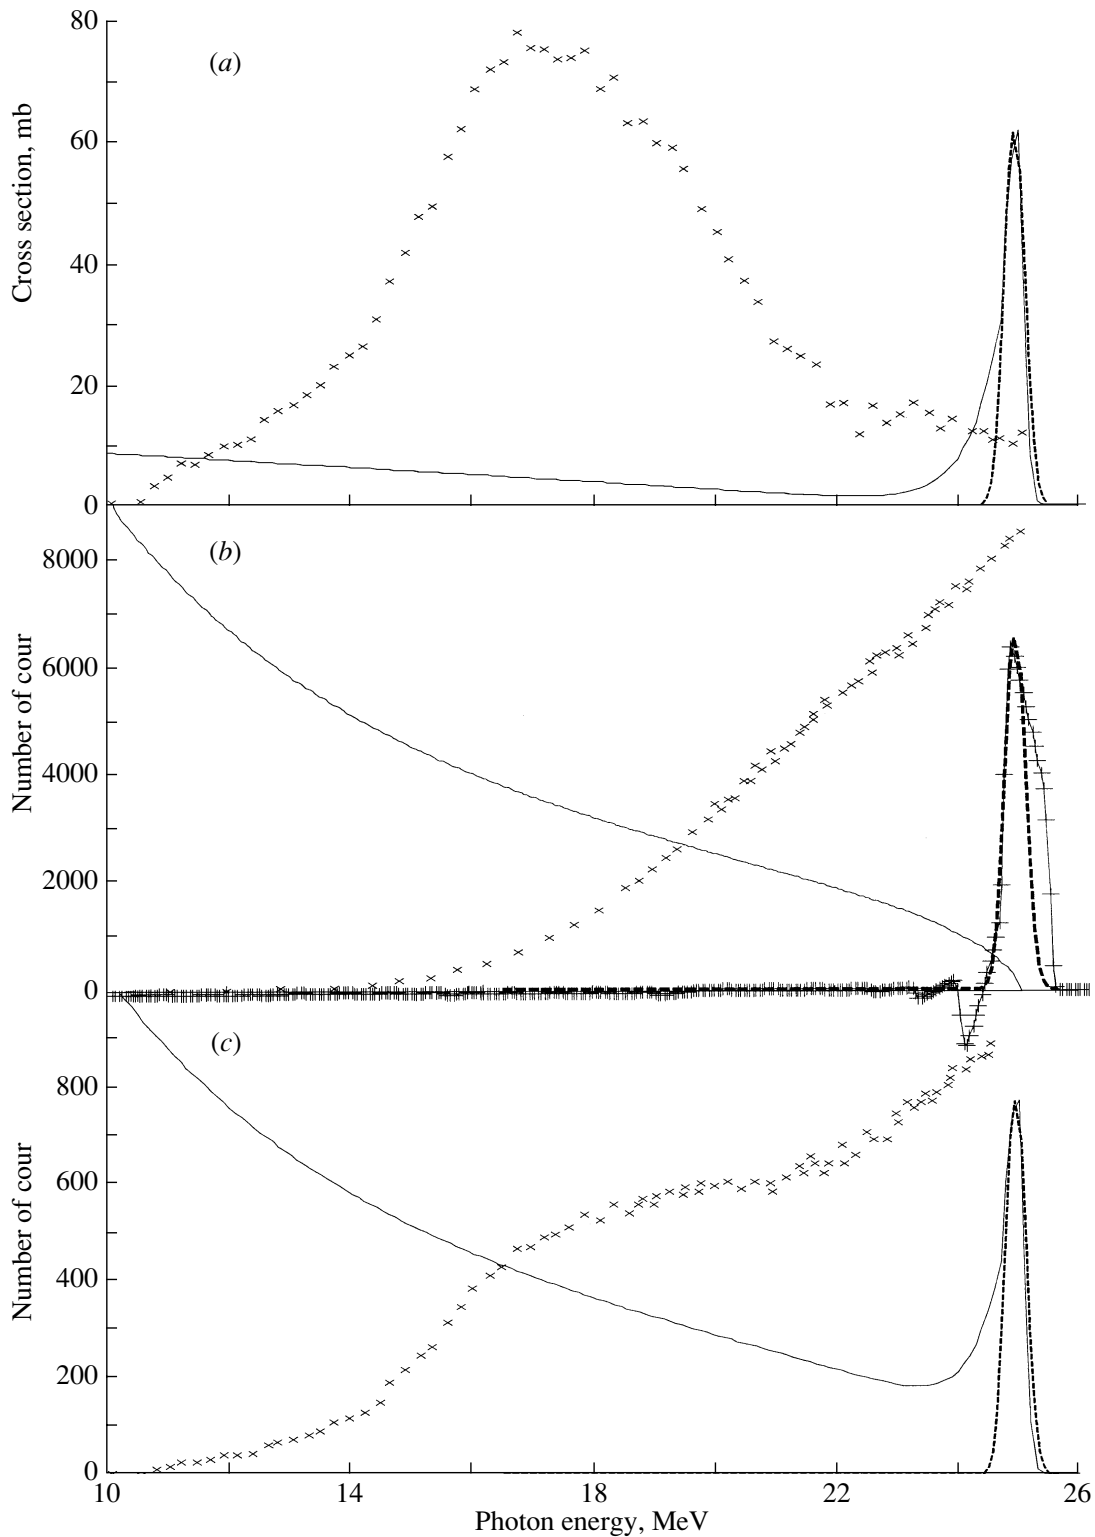 80
60
40
20
0
Cross section, mb
(a)
8000
6000
4000
2000
0
Number of cour
(b)
800
600
400
200
0
Number of cour
(c)
10 14 18 22 26
Photon energy, MeV